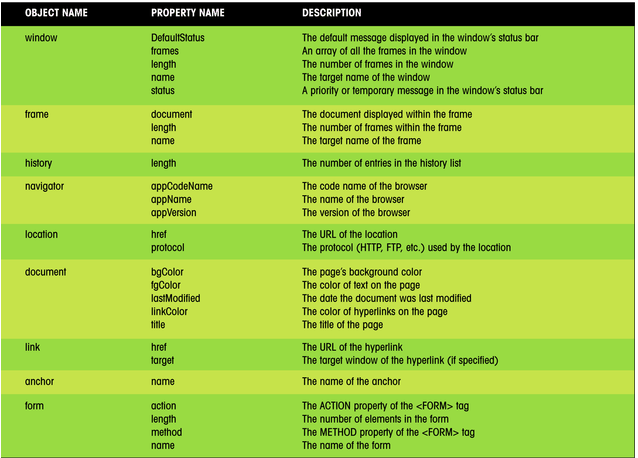 OBJECT NAME PROPERTY NAME DESCRIPTION
window DefaultStatus The default message displayed in the window's status bar
frames An array of all the frames in the window
length The number of frames in the window
name The target name of the window
status A priority or temporary message in the window's status bar
frame document The document displayed within the frame
length The number of frames within the frame
name The target name of the frame
history length The number of entries in the history list
navigator appCodeName The code name of the browser
appName The name of the browser
appVersion The version of the browser
location href The URL of the location
protocol The protocol (HTTP, FTP, etc.) used by the location
document bgColor The page's background color
fgColor The color of text on the page
lastModified The date the document was last modified
linkColor The color of hyperlinks on the page
title The title of the page
link href The URL of the hyperlink
target The target window of the hyperlink (if specified)
anchor name The name of the anchor
form action The ACTION property of the <FORM> tag
length The number of elements in the form
method The METHOD property of the <FORM> tag
name The name of the form